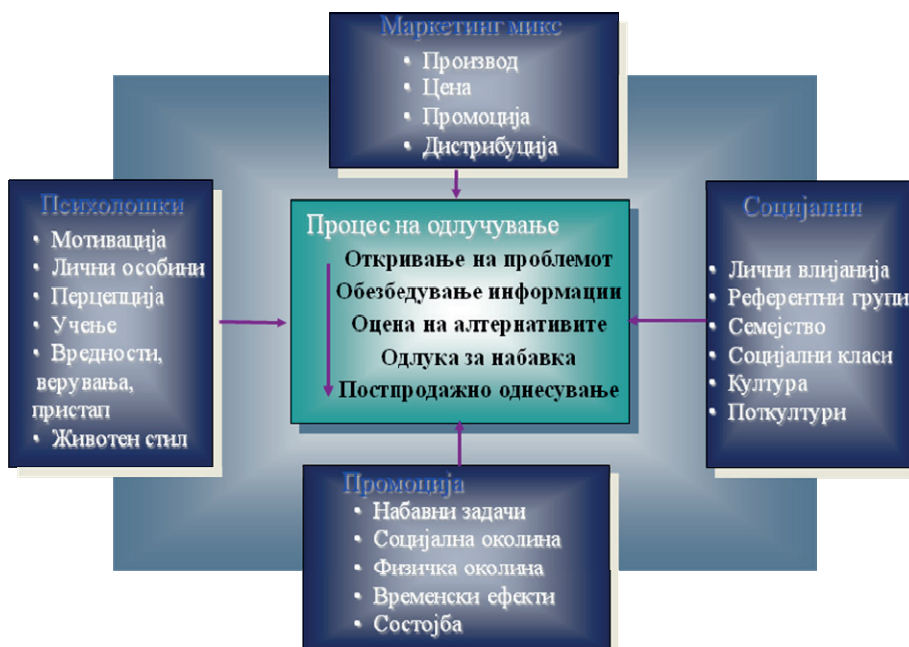 Маркетинг микс
• Производ
• Цена
• Промоција
• Дистрибуција
Психолошки
• Мотивација
• Лични особини
• Перцепција
• Учење
• Вредности,
верувања,
пристап
• Животен стил
Процес на одлучување
Откривање на проблемот
Обезбедување информации
Оцена на алтернативите
Одлука за набавка
Постпродажно однесување
Социјални
• Лични влијанија
• Референтни групи
• Семејство
• Социјални класи
• Култура
• Поткултури
Промоција
• Набавни задачи
• Социјална околина
• Физичка околина
• Временски ефекти
• Состојба